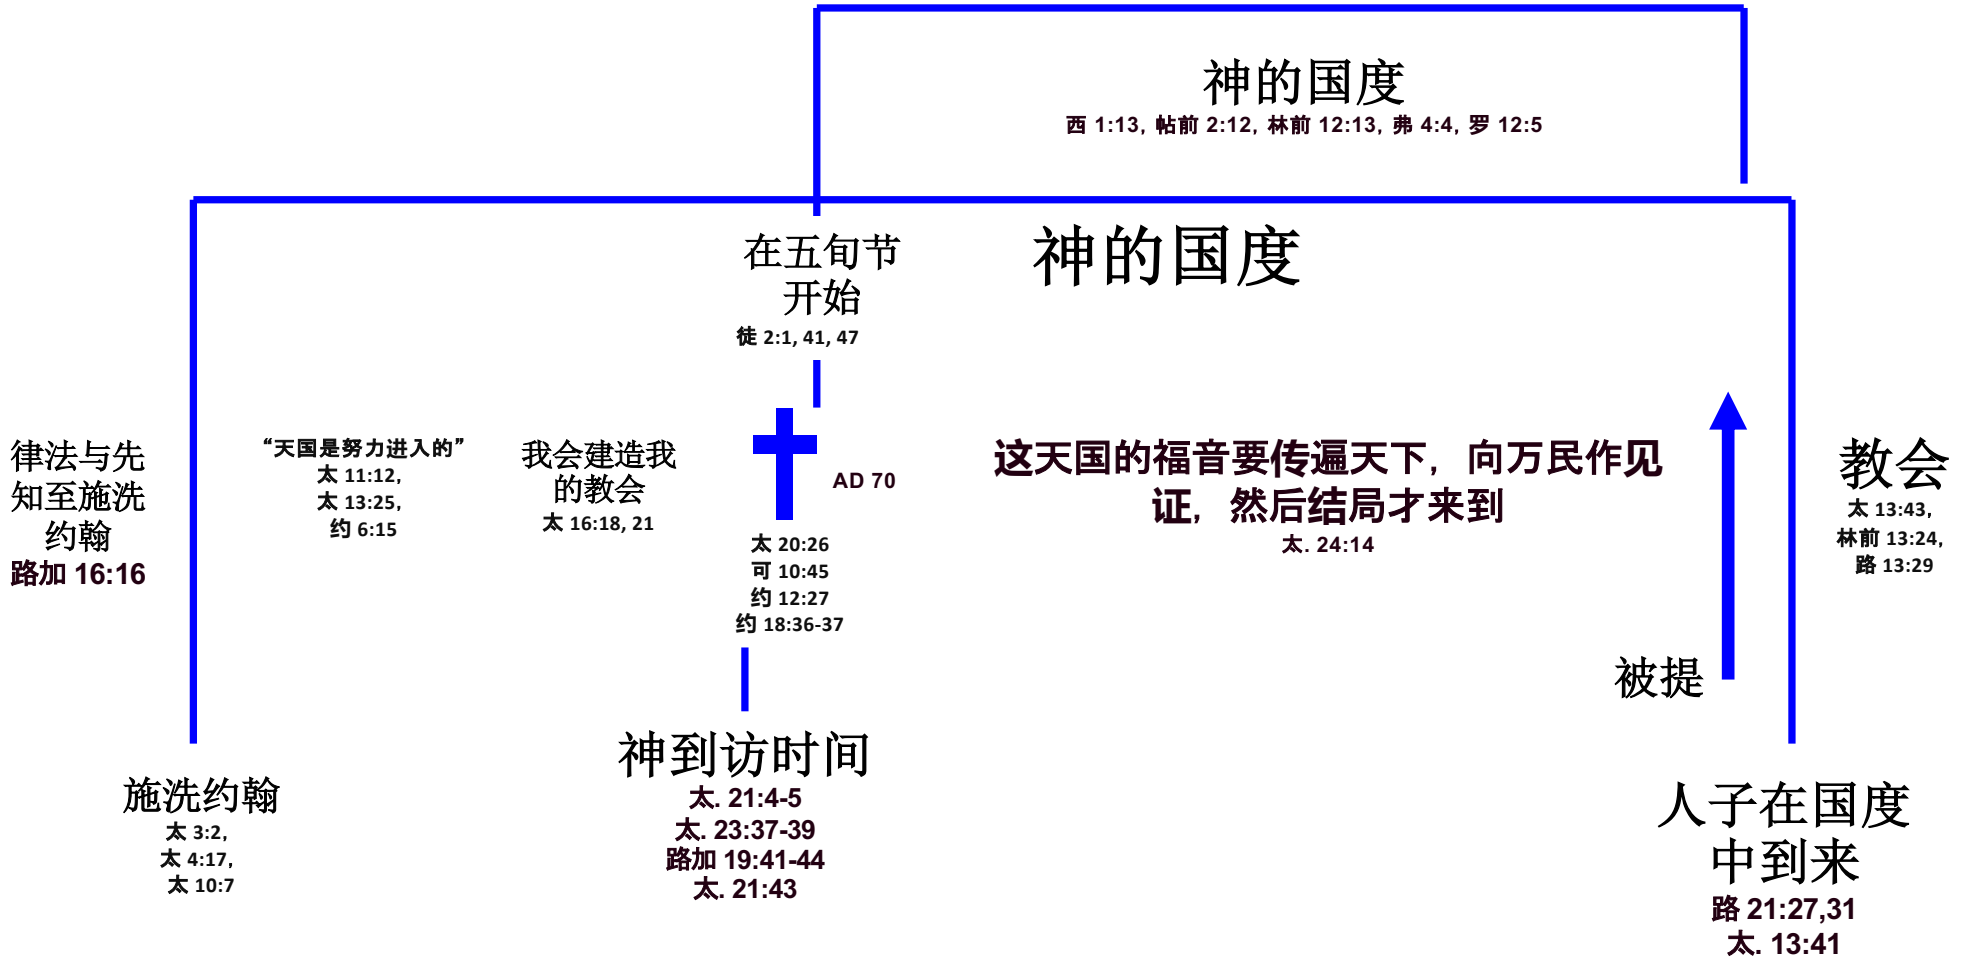 神的国度
西 1:13, 帖前 2:12, 林前 12:13, 弗 4:4, 罗 12:5
神的国度
在五旬节
开始
徒 2:1, 41, 47
律法与先
知至施洗
约翰
路加 16:16
“天国是努力进入的”
太 11:12,
太 13:25,
约 6:15
我会建造我
的教会
太 16:18, 21
AD 70
太 20:26
可 10:45
约 12:27
约 18:36-37
这天国的福音要传遍天下，向万民作见
证，然后结局才来到
太. 24:14
教会
太 13:43,
林前 13:24,
路 13:29
被提
施洗约翰
太 3:2,
太 4:17,
太 10:7
神到访时间
太. 21:4-5
太. 23:37-39
路加 19:41-44
太. 21:43
人子在国度
中到来
路 21:27,31
太. 13:41